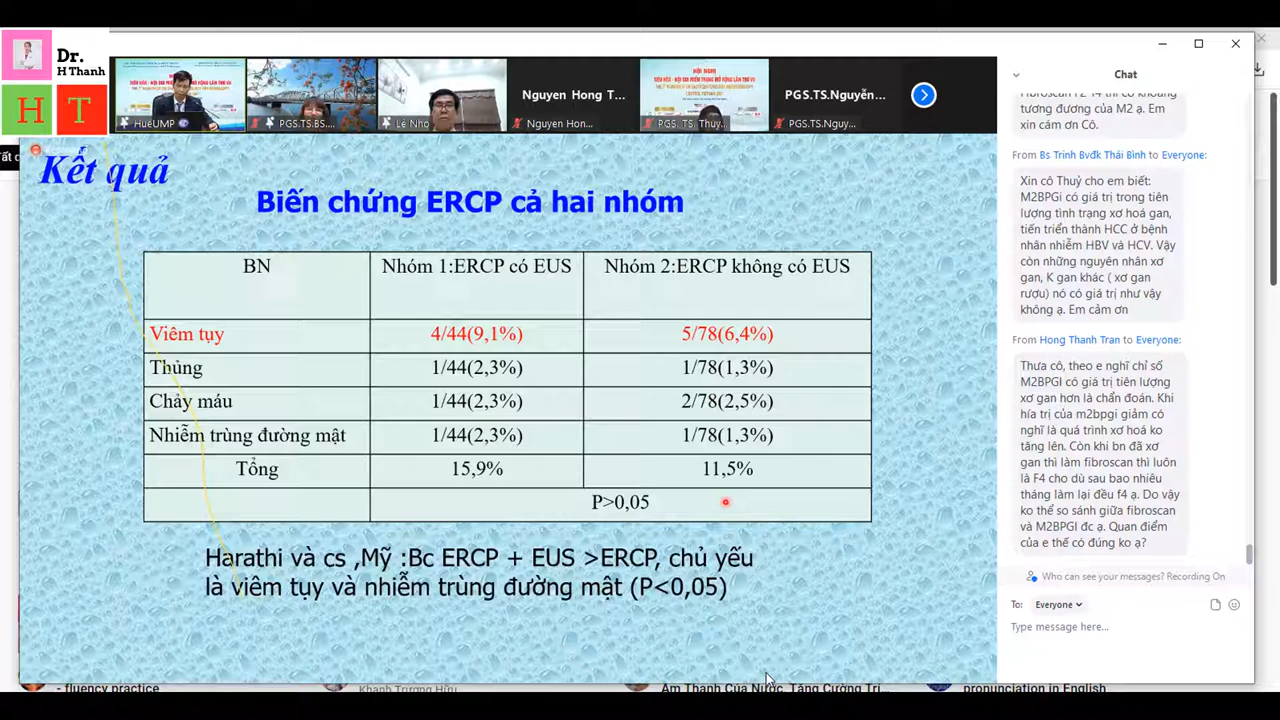 Dr.
H Thanh
H T
HueUMP
PGS.TS.BS....
Lê Nho
Nguyen Hong T...
Nguyen Hon...
PGS. TS. Thuy...
PGS.TS.Nguyễn...
PGS.TS.Nguy...
Kết quả
Biến chứng ERCP cả hai nhóm
BN
Nhóm 1:ERCP có EUS
Nhóm 2:ERCP không có EUS
Viêm tụy
4/44(9,1%)
5/78(6,4%)
Thủng
1/44(2,3%)
1/78(1,3%)
Chảy máu
1/44(2,3%)
2/78(2,5%)
Nhiễm trùng đường mật
1/44(2,3%)
1/78(1,3%)
Tổng
15,9%
11,5%
P>0,05
Harathi và cs ,Mỹ :Bc ERCP + EUS >ERCP, chủ yếu
là viêm tụy và nhiễm trùng đường mật (P<0,05)
Chat
tương đương của M2 ạ. Em
xin cảm ơn Cô.
From Bs Trinh Bvđk Thái Bình to Everyone:
Xin cô Thuỷ cho em biết:
M2BPGi có giá trị trong tiên
lượng tình trạng xơ hoá gan,
tiến triển thành HCC ở bệnh
nhân nhiễm HBV và HCV. Vậy
còn những nguyên nhân xơ
gan, K gan khác ( xơ gan
rượu) nó có giá trị như vậy
không ạ. Em cảm ơn
From Hong Thanh Tran to Everyone:
Thưa cô, theo e nghĩ chỉ số
M2BPGI có giá trị tiên lượng
xơ gan hơn là chẩn đoán. Khi
hía trị của m2bpgi giảm có
nghĩ là quá trình xơ hoá ko
tăng lên. Còn khi bn đã xơ
gan thì làm fibroscan thì luôn
là F4 cho dù sau bao nhiêu
tháng làm lại đều f4 ạ. Do vậy
ko thể so sánh giữa fibroscan
và M2BPGI đc ạ. Quan điểm
của e thế có đúng ko ạ?
Who can see your messages? Recording On
To: Everyone
Type message here...
- fluency practice
Khanh Trương Hữu
Âm Thanh Của Nước, Tăng Cường Trí...
pronunciation in English